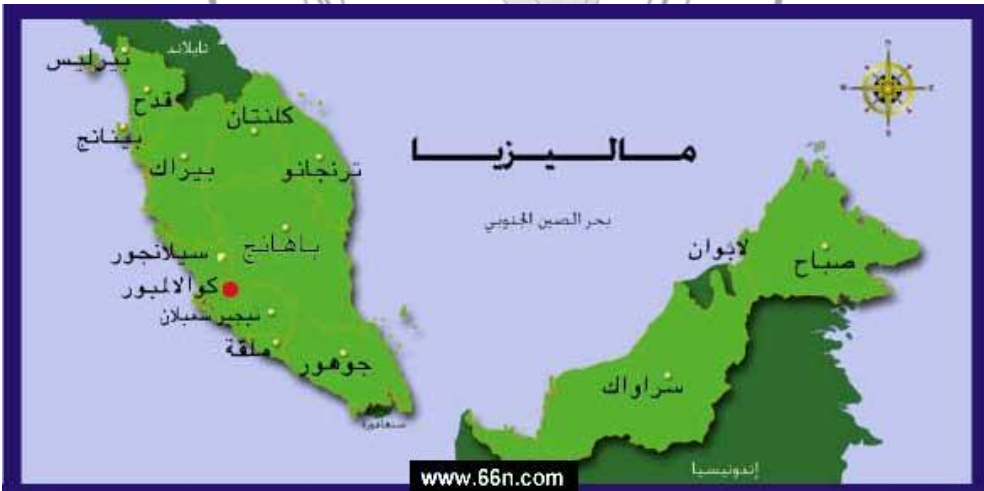 تايلاند
بيرليس
قدح
كلنتان
بينانج
بيراك
ترنجانو
ماليزيا
بحر الصين الجنوبي
باهانج
سيلانجور
كوالالمبور
نيجير سمبلان
ملقة
جوهور
سنغافورة
لابوان
صباح
سراواك
إندونيسيا
www.66n.com